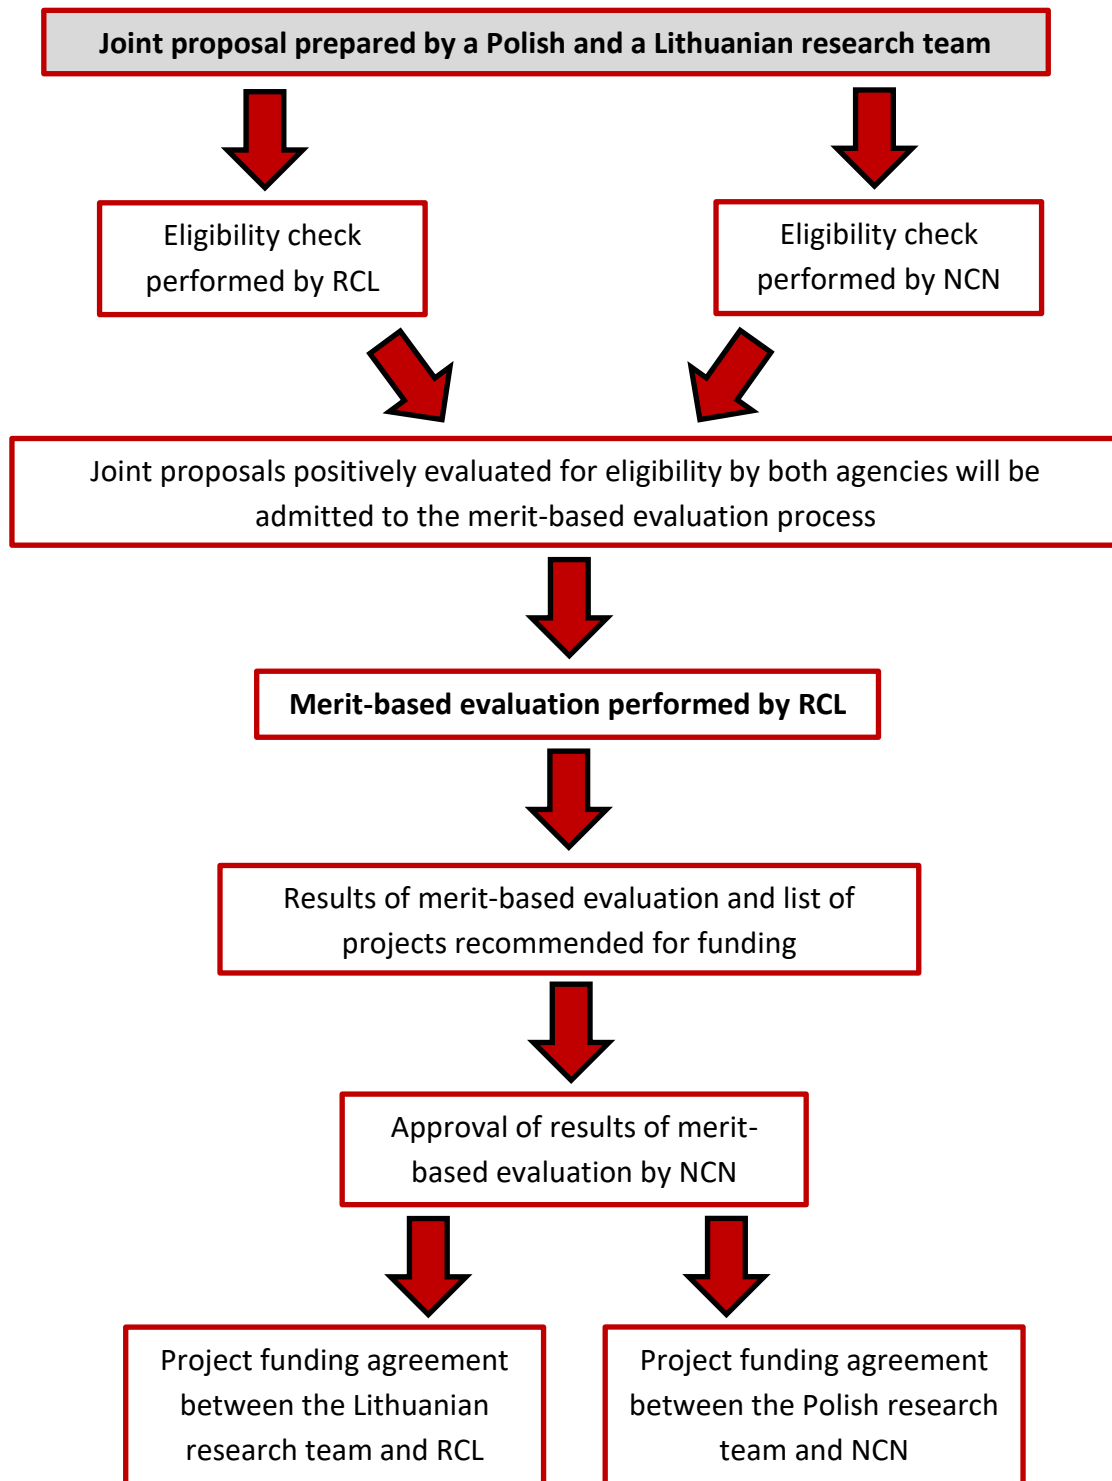 Joint proposal prepared by a Polish and a Lithuanian research team
Eligibility check
performed by RCL
Eligibility check
performed by NCN
Joint proposals positively evaluated for eligibility by both agencies will be
admitted to the merit-based evaluation process
Merit-based evaluation performed by RCL
Results of merit-based evaluation and list of
projects recommended for funding
Approval of results of merit-
based evaluation by NCN
Project funding agreement
between the Lithuanian
research team and RCL
Project funding agreement
between the Polish research
team and NCN